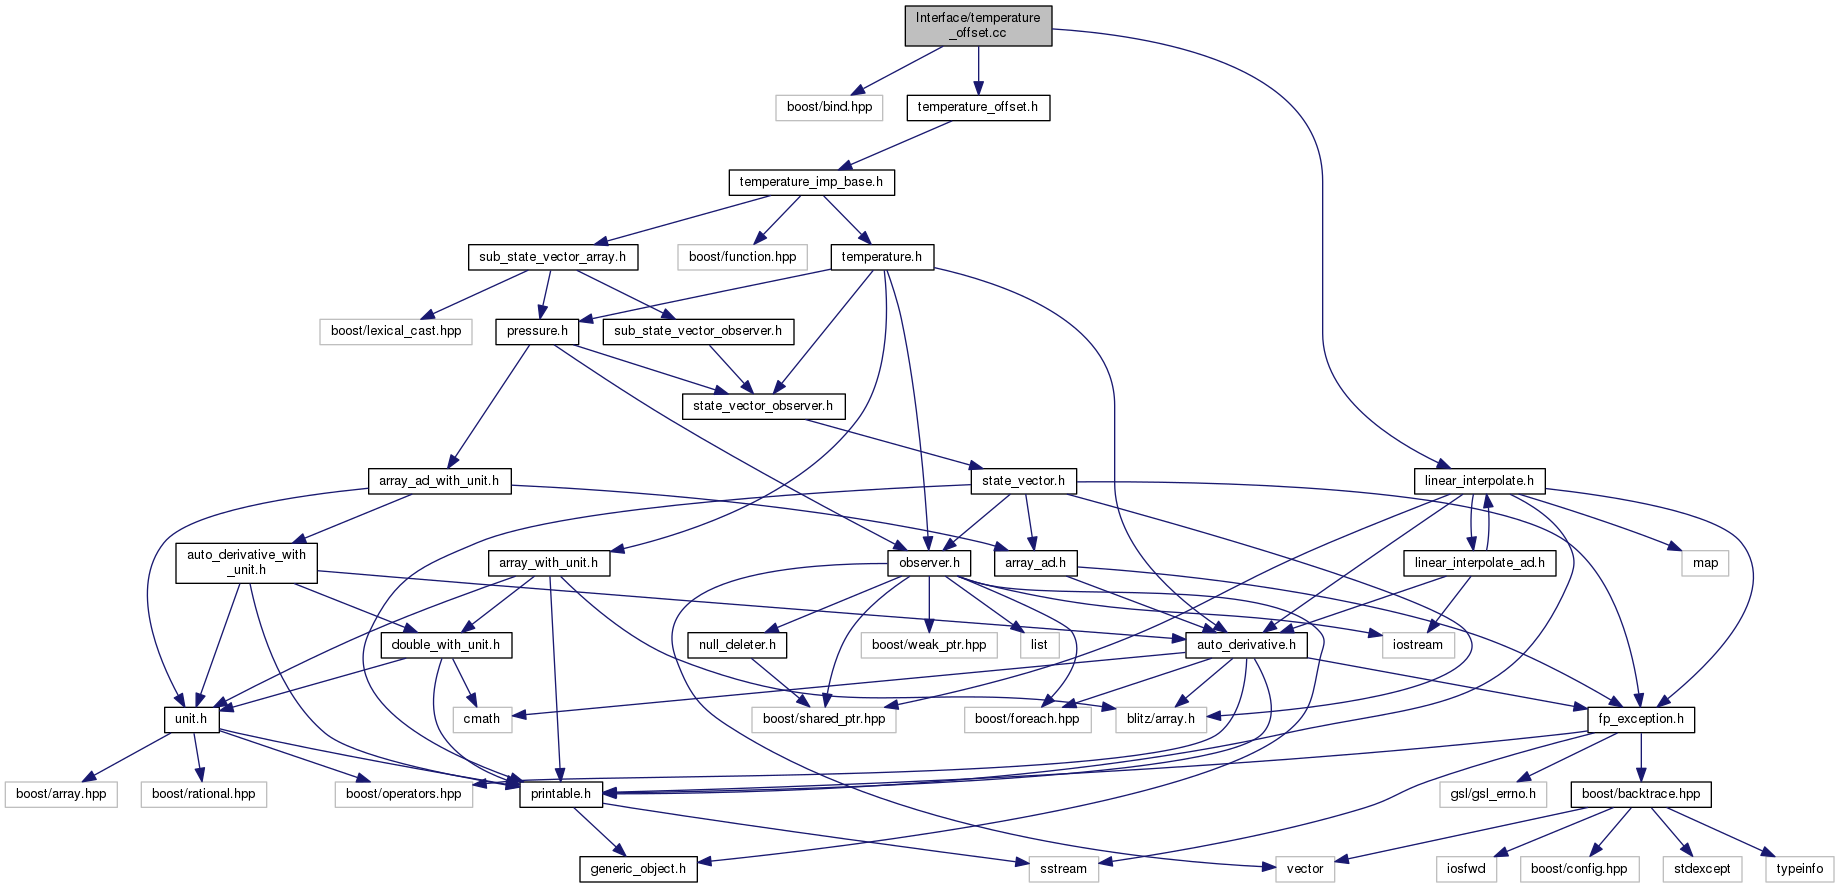 Interface/temperature
_offset.cc
boost/bind.hpp
temperature_offset.h
temperature_imp_base.h
sub_state_vector_array.h
boost/function.hpp
temperature.h
boost/lexical_cast.hpp
pressure.h
sub_state_vector_observer.h
state_vector_observer.h
array_ad_with_unit.h
state_vector.h
linear_interpolate.h
auto_derivative_with
_unit.h
array_with_unit.h
observer.h
array_ad.h
linear_interpolate_ad.h
map
double_with_unit.h
null_deleter.h
boost/weak_ptr.hpp
list
auto_derivative.h
iostream
unit.h
cmath
boost/shared_ptr.hpp
boost/foreach.hpp
blitz/array.h
fp_exception.h
boost/array.hpp
boost/rational.hpp
boost/operators.hpp
printable.h
gsl/gsl_errno.h
boost/backtrace.hpp
generic_object.h
sstream
vector
iosfwd
boost/config.hpp
stdexcept
typeinfo